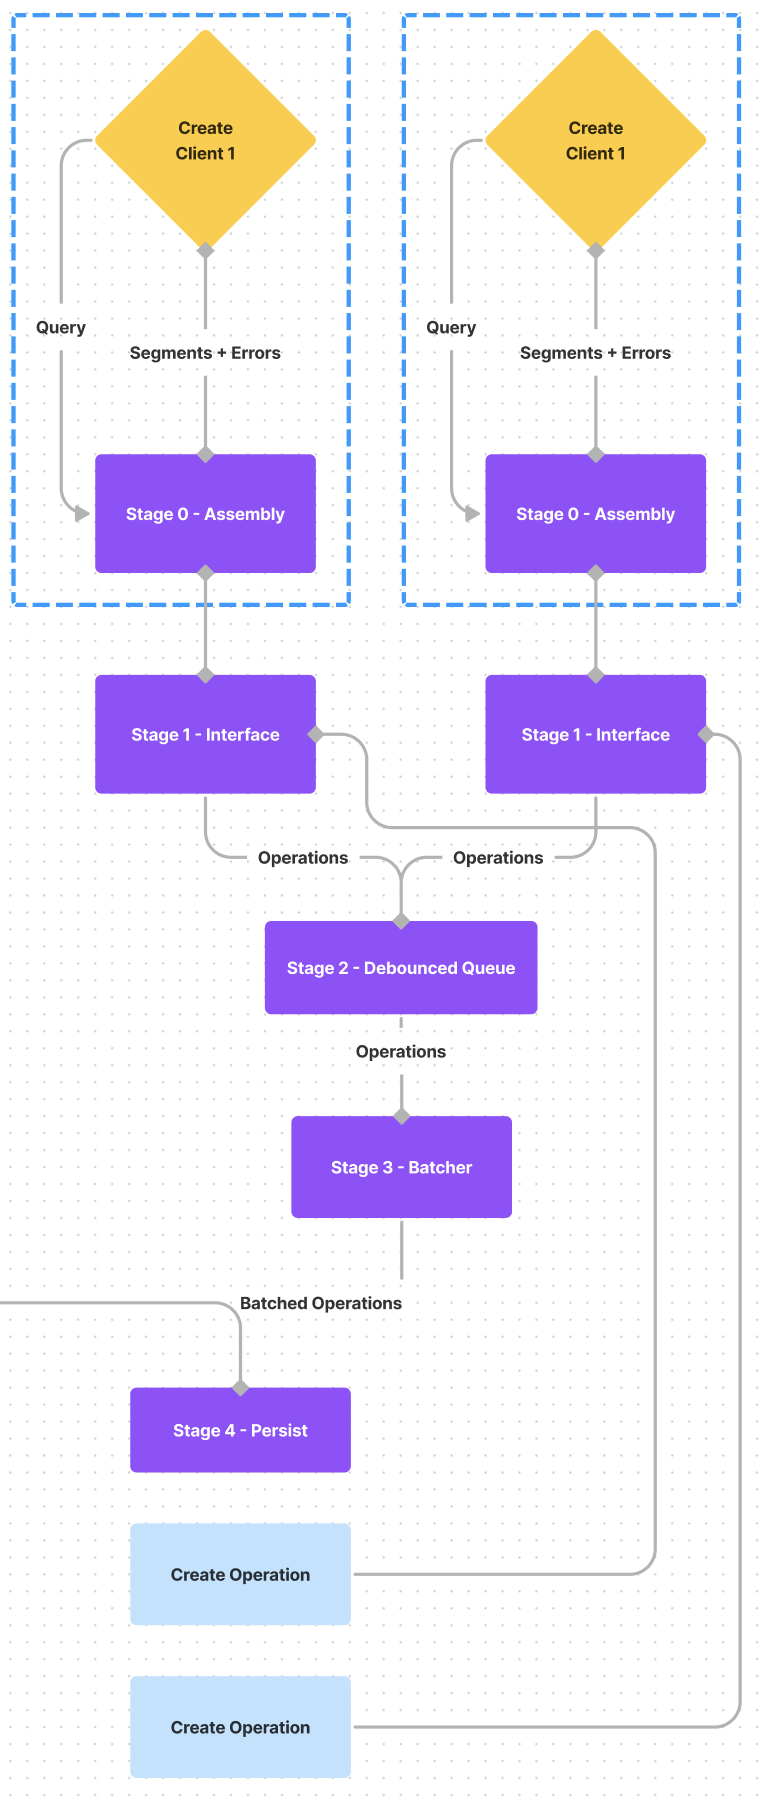 Create
Client 1
Create
Client 1
Query
Segments + Errors
Query
Segments + Errors
Stage 0 - Assembly
Stage 0 - Assembly
Stage 1 - Interface
Stage 1 - Interface
Operations
Operations
Stage 2 - Debounced Queue
Operations
Stage 3 - Batcher
Batched Operations
Stage 4 - Persist
Create Operation
Create Operation